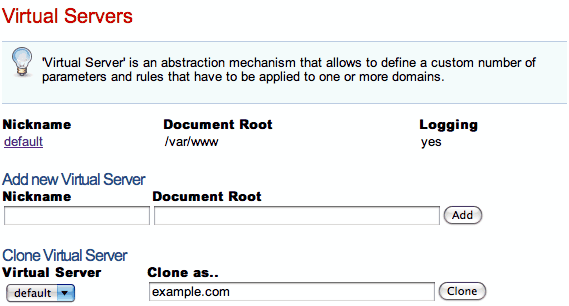 Virtual Servers
'Virtual Server' is an abstraction mechanism that allows to define a custom number of
parameters and rules that have to be applied to one or more domains.
Nickname Document Root Logging
default /var/www yes
Add new Virtual Server
Nickname Document Root
Add
Clone Virtual Server
Virtual Server Clone as..
default example.com Clone